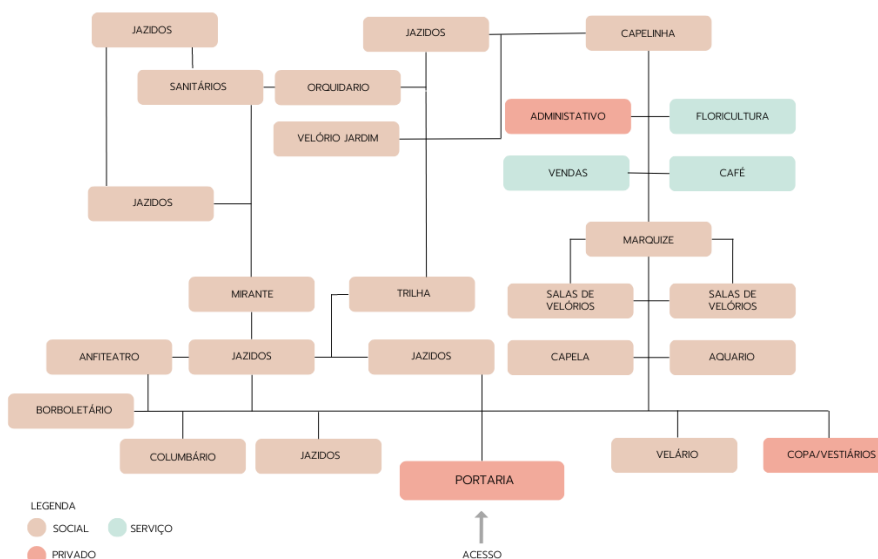 JAZIDOS
JAZIDOS
CAPELINHA
SANITÁRIOS
ORQUIDARIO
ADMINISTATIVO
FLORICULTURA
VELÓRIO JARDIM
VENDAS
CAFÉ
JAZIDOS
MARQUIZE
MIRANTE
TRILHA
SALAS DE
VELÓRIOS
SALAS DE
VELÓRIOS
ANFITEATRO
JAZIDOS
JAZIDOS
CAPELA
AQUARIO
BORBOLETÁRIO
COLUMBÁRIO
JAZIDOS
VELÁRIO
COPA/VESTIÁRIOS
PORTARIA
LEGENDA
SOCIAL
SERVIÇO
PRIVADO
ACESSO